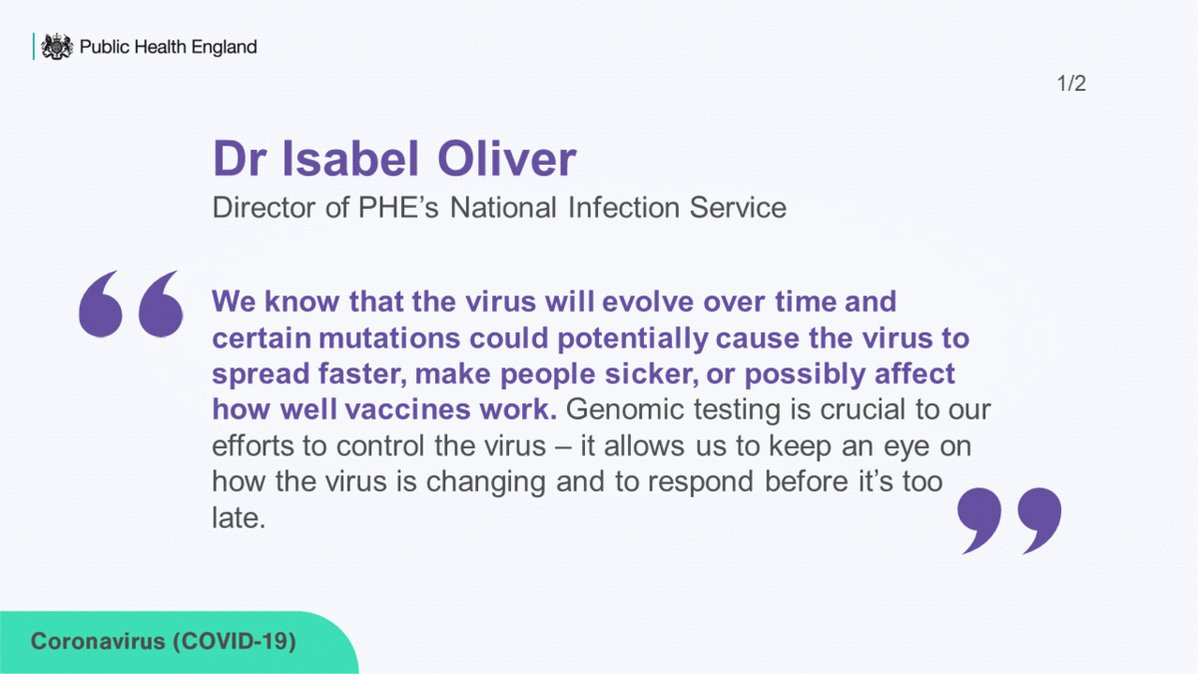 Public Health England
1/2
Dr Isabel Oliver
Director of PHE’s National Infection Service
“
We know that the virus will evolve over time and
certain mutations could potentially cause the virus to
spread faster, make people sicker, or possibly affect
how well vaccines work. Genomic testing is crucial to our
efforts to control the virus – it allows us to keep an eye on
how the virus is changing and to respond before it’s too
late.
”
Coronavirus (COVID-19)